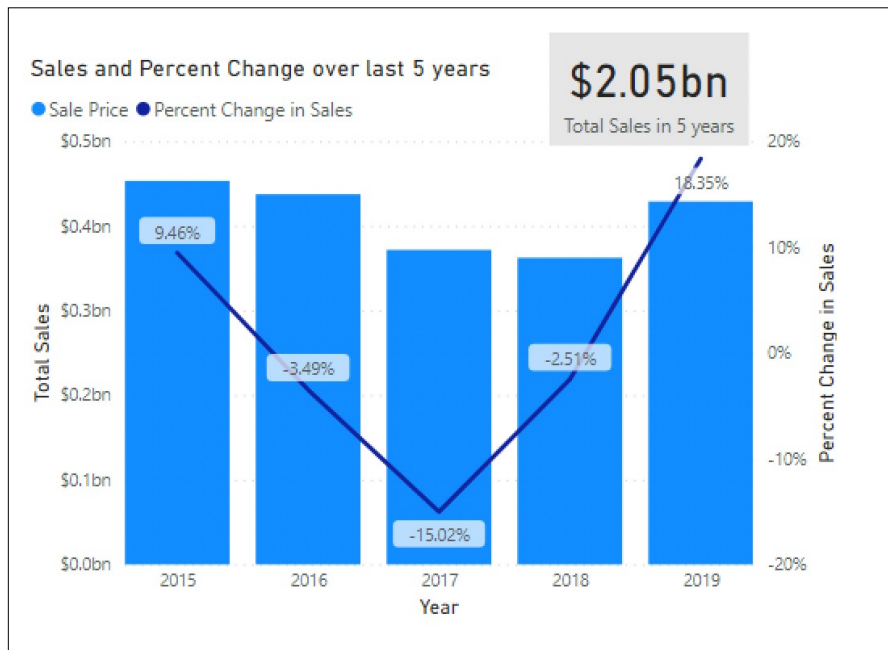 Sales and Percent Change over last 5 years
Sale Price Percent Change in Sales
$2.05bn
Total Sales in 5 years
$0.5bn
$0.4bn
$0.3bn
$0.2bn
$0.1bn
$0.0bn
Total Sales
9.46%
-3.49%
-15.02%
-2.51%
18.35%
20%
10%
0%
-10%
-20%
Percent Change in Sales
2015 2016 2017 2018 2019
Year